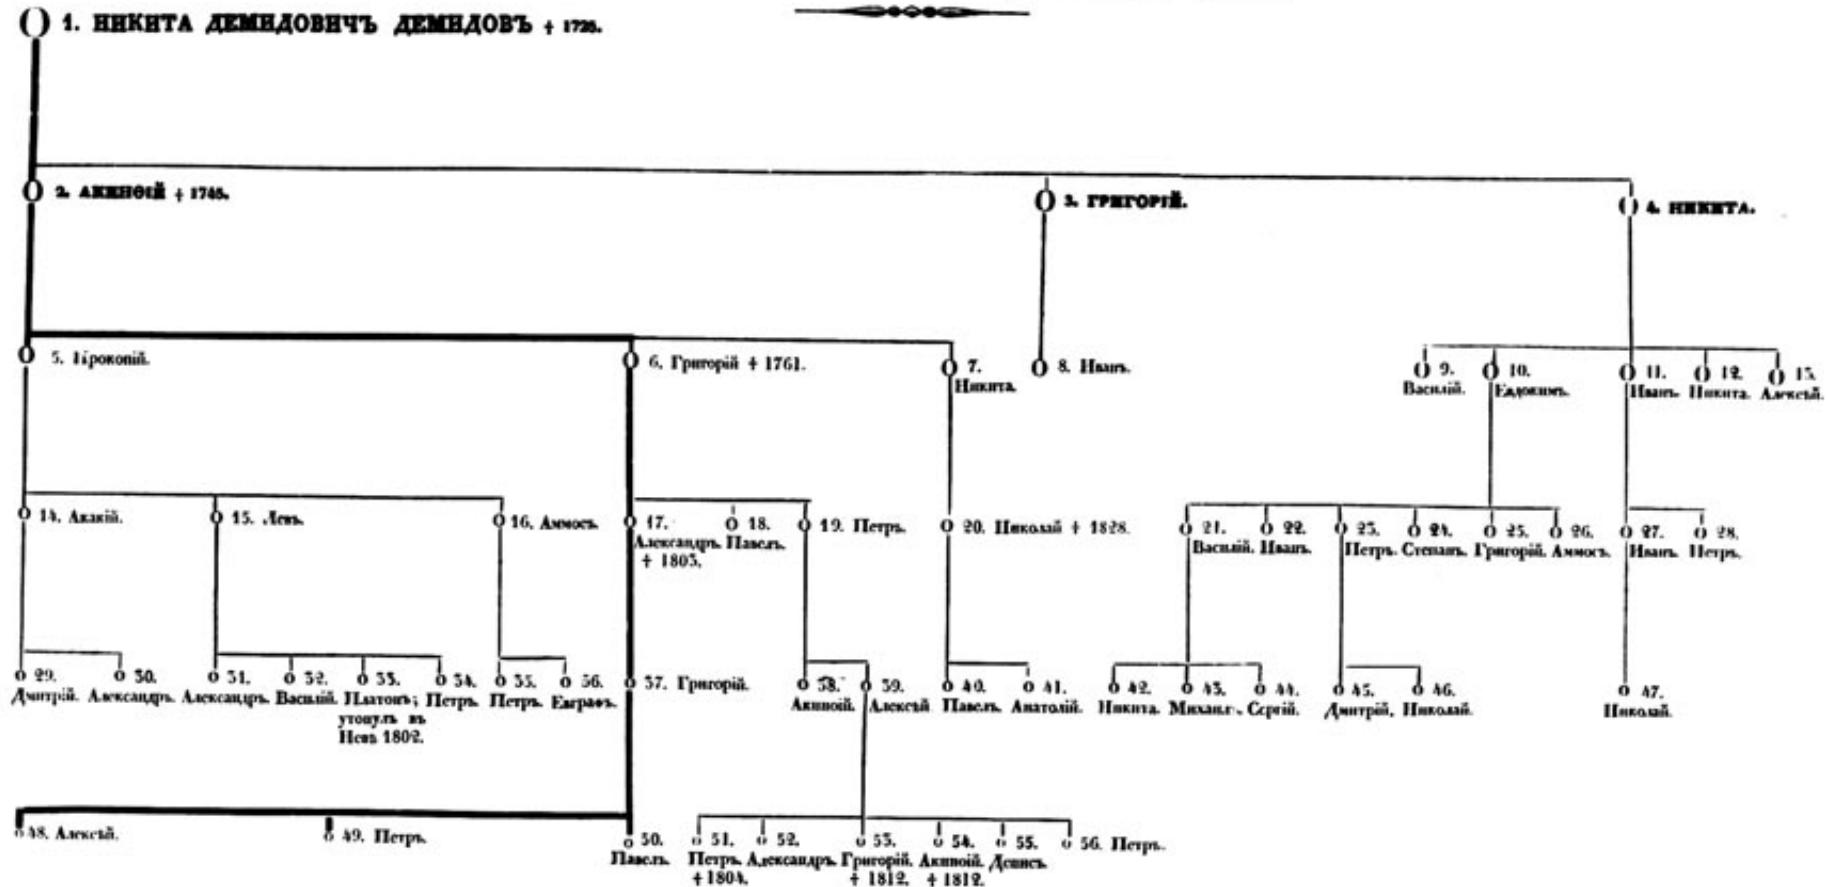 1. НИКИТА ДЕМИДОВИЧЪ ДЕМИДОВЪ † 1725.
2. АКИНѲІЙ † 1745.
3. ГРИГОРІЙ.
4. НИКИТА.
5. Прокопій.
6. Григорій † 1761.
7.
Никита.
8. Иванъ.
9.
Василій.
10.
Евдокимъ.
11.
Иванъ.
12.
Никита.
13.
Алексѣй.
14. Акакій.
15. Левъ.
16. Аммосъ.
17.
Александръ.
† 1803.
18.
Павелъ.
19. Петръ.
20. Николай † 1828.
21.
Василій.
22.
Иванъ.
23.
Петръ.
24.
Степанъ.
25.
Григорій.
26.
Аммосъ.
27.
Иванъ.
28.
Петръ.
29.
Дмитрій.
30.
Александръ.
31.
Александръ.
32.
Василій.
33.
Платонъ;
утонулъ въ
Невѣ 1802.
34.
Петръ.
35.
Петръ.
36.
Евграфъ.
37. Григорій.
38.
Акинѳій.
39.
Алексѣй
40.
Павелъ.
41.
Анатолій.
42.
Никита.
43.
Михаилъ.
44.
Сергій.
45.
Дмитрій.
46.
Николай.
47.
Николай.
48. Алексѣй.
49. Петръ.
50.
Павелъ.
51.
Петръ.
† 1804.
52.
Александръ.
53.
Григорій.
† 1812.
54.
Акинѳій.
† 1812.
55.
Денисъ
56. Петръ.